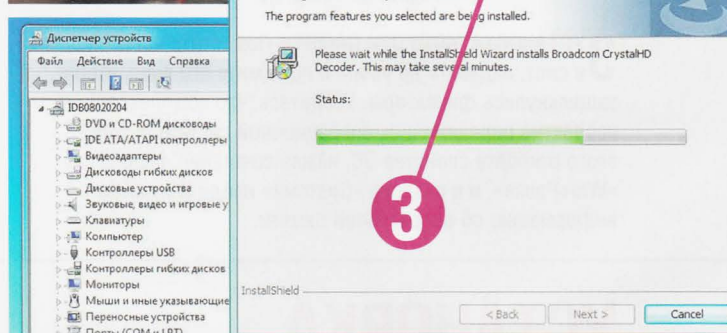 The program features you selected are being installed.
Please wait while the InstallShield Wizard installs Broadcom CrystalHD
Decoder. This may take several minutes.
Status:
3
InstallShield
< Back
Next >
Cancel
Диспетчер устройств
Файл Действие Вид Справка
IDB08020204
DVD и CD-ROM дисководы
IDE ATA/ATAPI контроллеры
Видеоадаптеры
Дисководы гибких дисков
Дисковые устройства
Звуковые, видео и игровые у
Клавиатуры
Компьютер
Контроллеры USB
Контроллеры гибких дисков
Мониторы
Мыши и иные указывающие
Переносные устройства
Порты (COM и LPT)